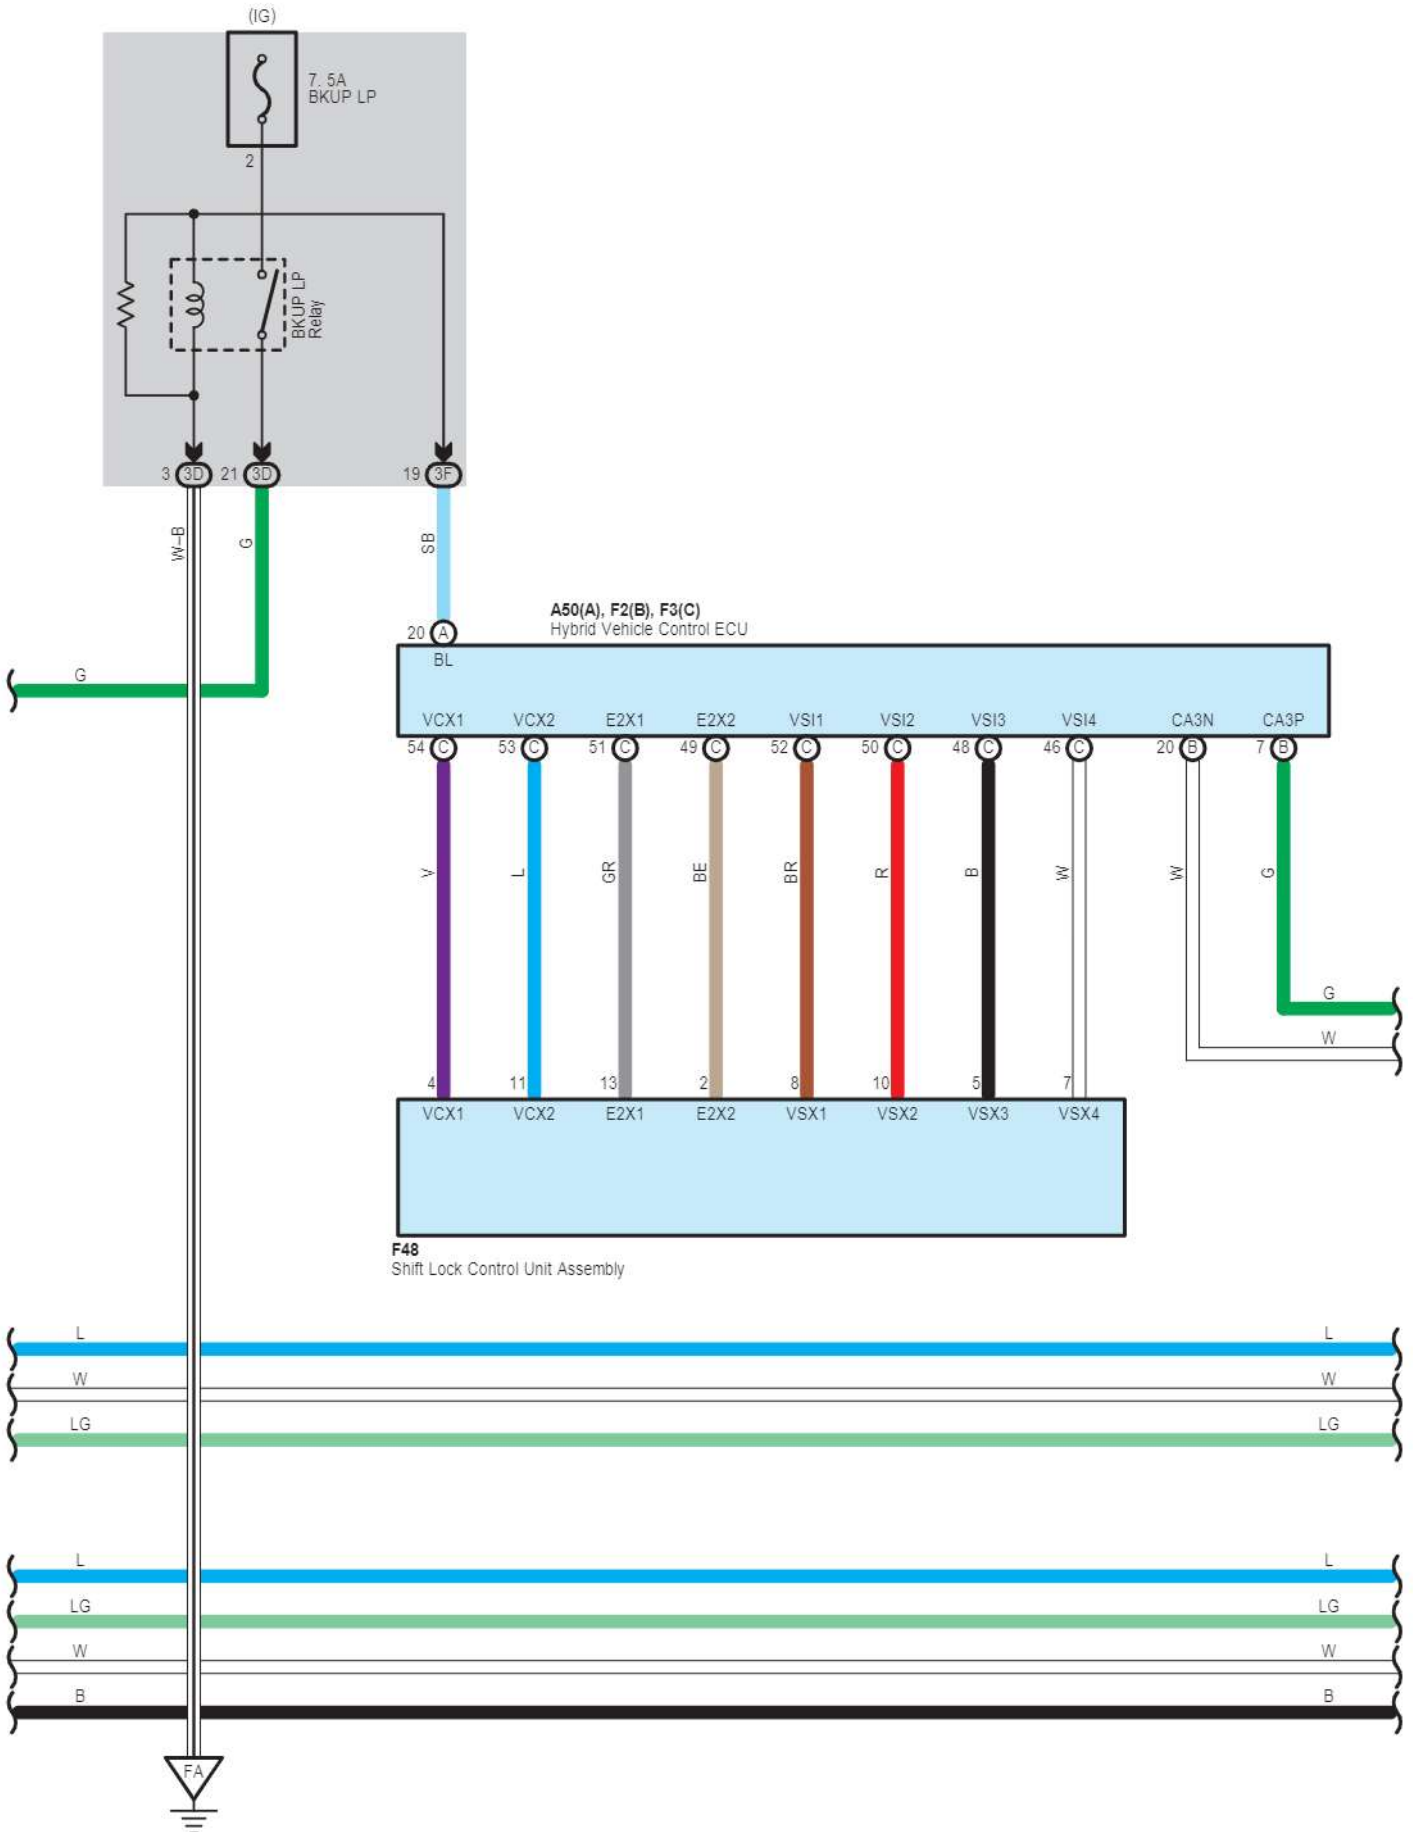 (IG)
7. 5A
BKUP LP
2
BKUP LP
Relay
3 3D 21 3D 19 3F
W-B
G
SB
A50(A), F2(B), F3(C)
Hybrid Vehicle Control ECU
20 A
BL
G
VCX1 VCX2 E2X1 E2X2 VSI1 VSI2 VSI3 VSI4 CA3N CA3P
54 C 53 C 51 C 49 C 52 C 50 C 48 C 46 C 20 B 7 B
V L GR BE BR R B W W G
G
W
4 11 13 2 8 10 5 7
VCX1 VCX2 E2X1 E2X2 VSX1 VSX2 VSX3 VSX4
F48
Shift Lock Control Unit Assembly
L L
W W
LG LG
L L
LG LG
W W
B B
FA